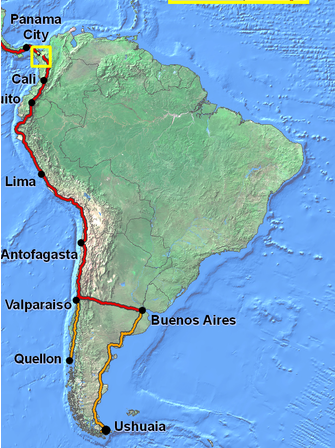 Panama
City
Cali
uito
Lima
Antofagasta
Valparaiso
Buenos Aires
Quellon
Ushuaia